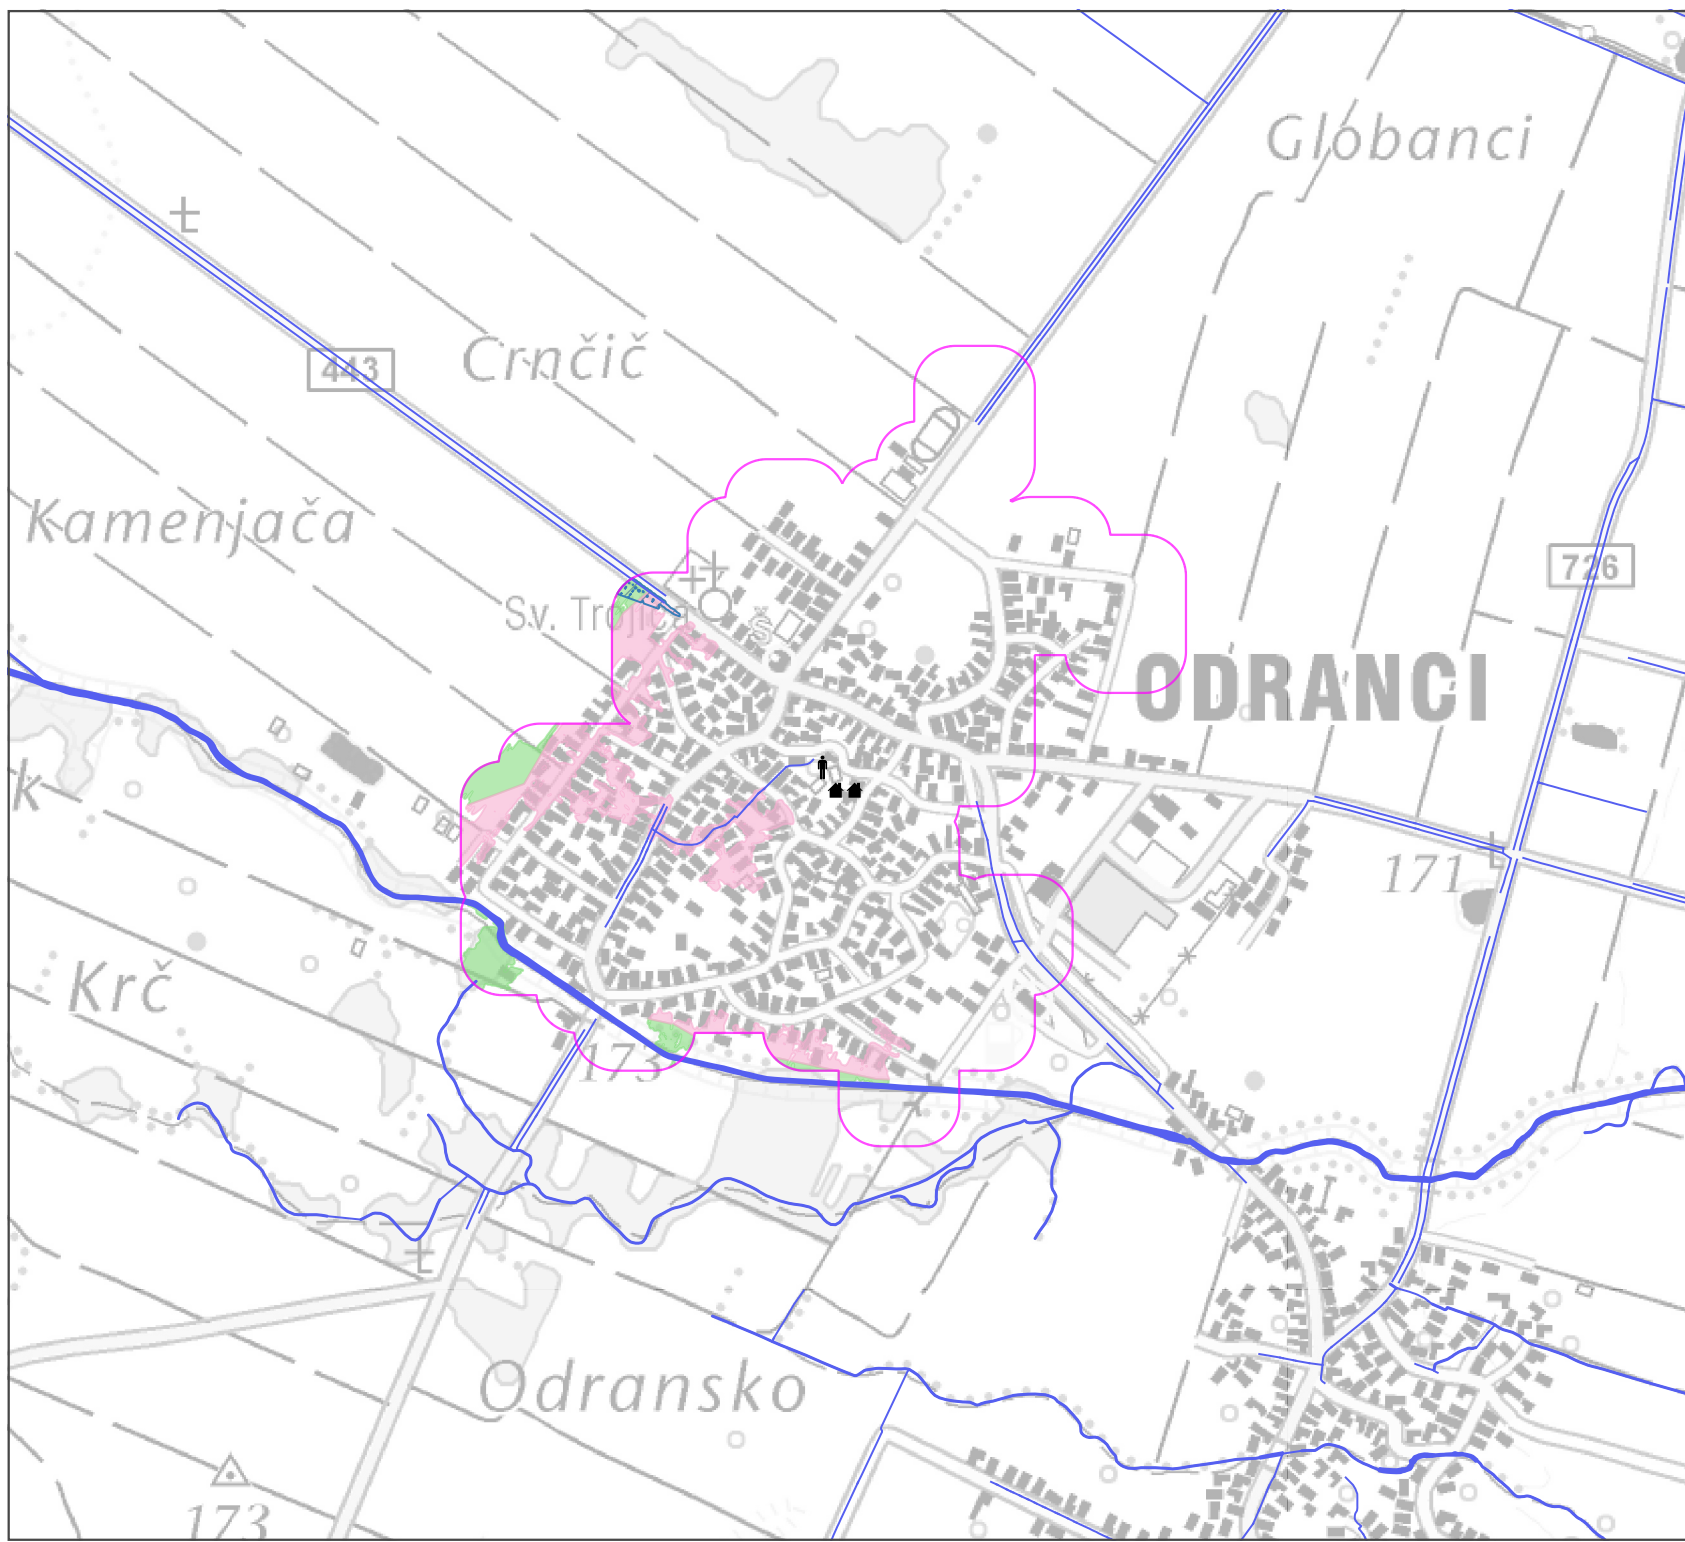 Globanci
Crnčič
443
Kamenjača
726
Sv. Trojica
Š
ODRANCI
k
171
Krč
173
Odransko
173